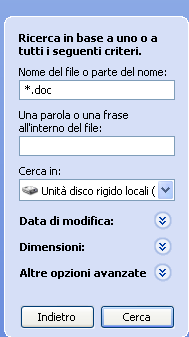 Ricerca in base a uno o a
tutti i seguenti criteri.
Nome del file o parte del nome:
*.doc
Una parola o una frase
all'interno del file:
Cerca in:
Unità disco rigido locali (
Data di modifica:
Dimensioni:
Altre opzioni avanzate
Indietro
Cerca